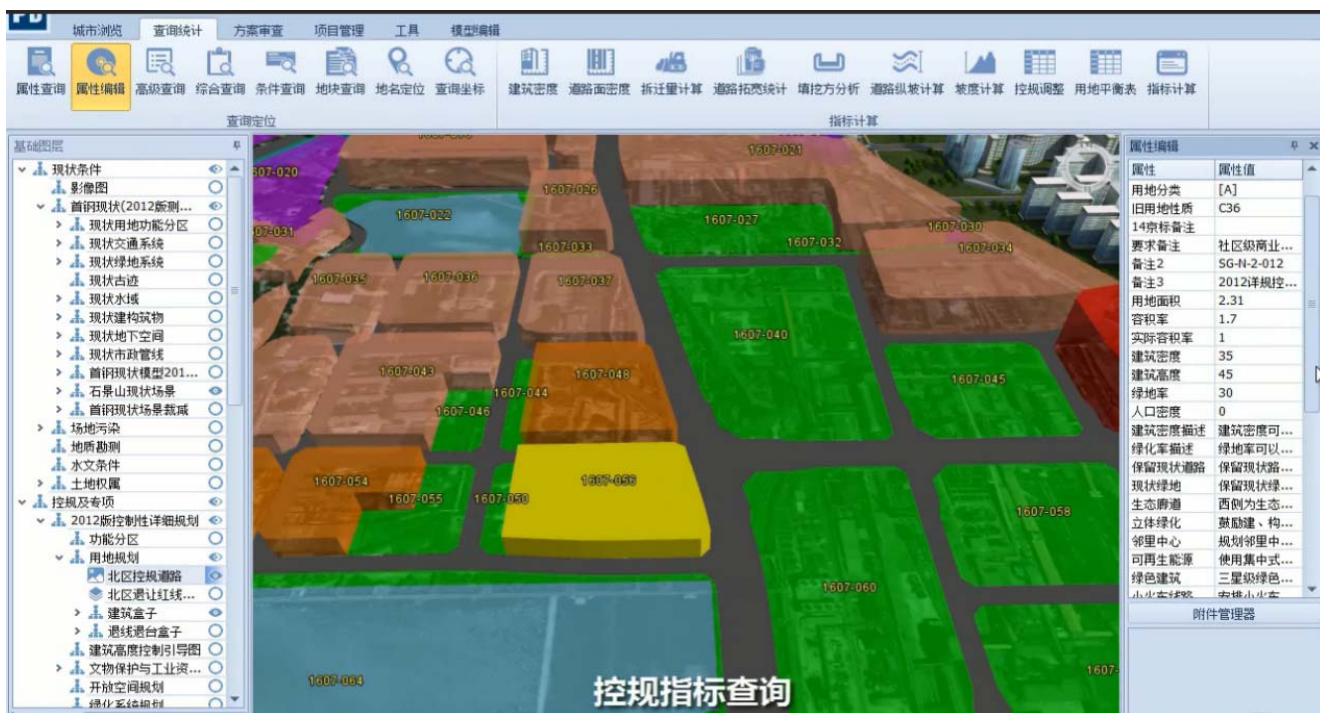 PD
城市浏览 查询统计 方案审查 项目管理 工具 模型编辑
属性查询 属性编辑 高级查询 综合查询 条件查询 地块查询 地名定位 查询坐标 建筑密度 道路面密度 拆迁量计算 道路拓宽统计 填挖方分析 道路纵坡计算 坡度计算 控规调整 用地平衡表 指标计算
查询定位 指标计算
基础图层
现状条件
影像图
首钢现状(2012版测...
现状用地功能分区
现状交通系统
现状绿地系统
现状古迹
现状水域
现状建构筑物
现状地下空间
现状市政管线
首钢现状模型201...
石景山现状场景
首钢现状场景裁减
场地污染
地质勘测
水文条件
土地权属
控规及专项
2012版控制性详细规划
功能分区
用地规划
北区控规道路
北区退让红线...
建筑盒子
退线退台盒子
建筑高度控制引导图
文物保护与工业资...
开放空间规划
绿化系统规划
1607-021
607-020
1607-026
1607-022
1607-027
1607-030
07-031
1607-033
1607-032
1607-034
1607-035
1607-036
1607-037
1607-040
1607-043
1607-048
1607-045
1607-044
1607-046
1607-054
1607-056
1607-055
1607-050
1607-058
1607-060
1607-
1607-064
控规指标查询
属性编辑
属性 属性值
用地分类 [A]
旧用地性质 C36
14京标备注
要求备注 社区级商业...
备注2 SG-N-2-012
备注3 2012详规控...
用地面积 2.31
容积率 1.7
实际容积率 1
建筑密度 35
建筑高度 45
绿地率 30
人口密度 0
建筑密度描述 建筑密度可...
绿化率描述 绿地率可以...
保留现状道路 保留现状路...
现状绿地 保留现状绿...
生态廊道 西侧为生态...
立体绿化 鼓励建、构...
邻里中心 规划邻里中...
可再生能源 使用集中式...
绿色建筑 三星级绿色...
小火车线路 安排小火车
附件管理器